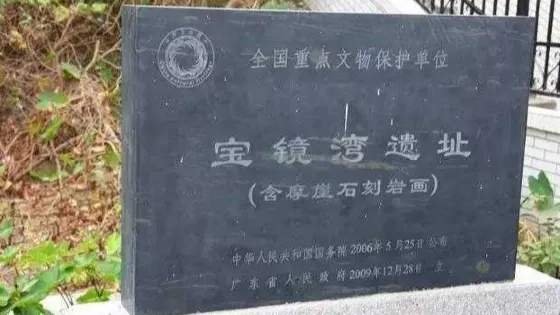 全国重点文物保护单位
宝镜湾遗址
(含摩崖石刻岩画)
中华人民共和国国务院 2006年5月25日公布
广东省人民政府 2009年12月28日 立